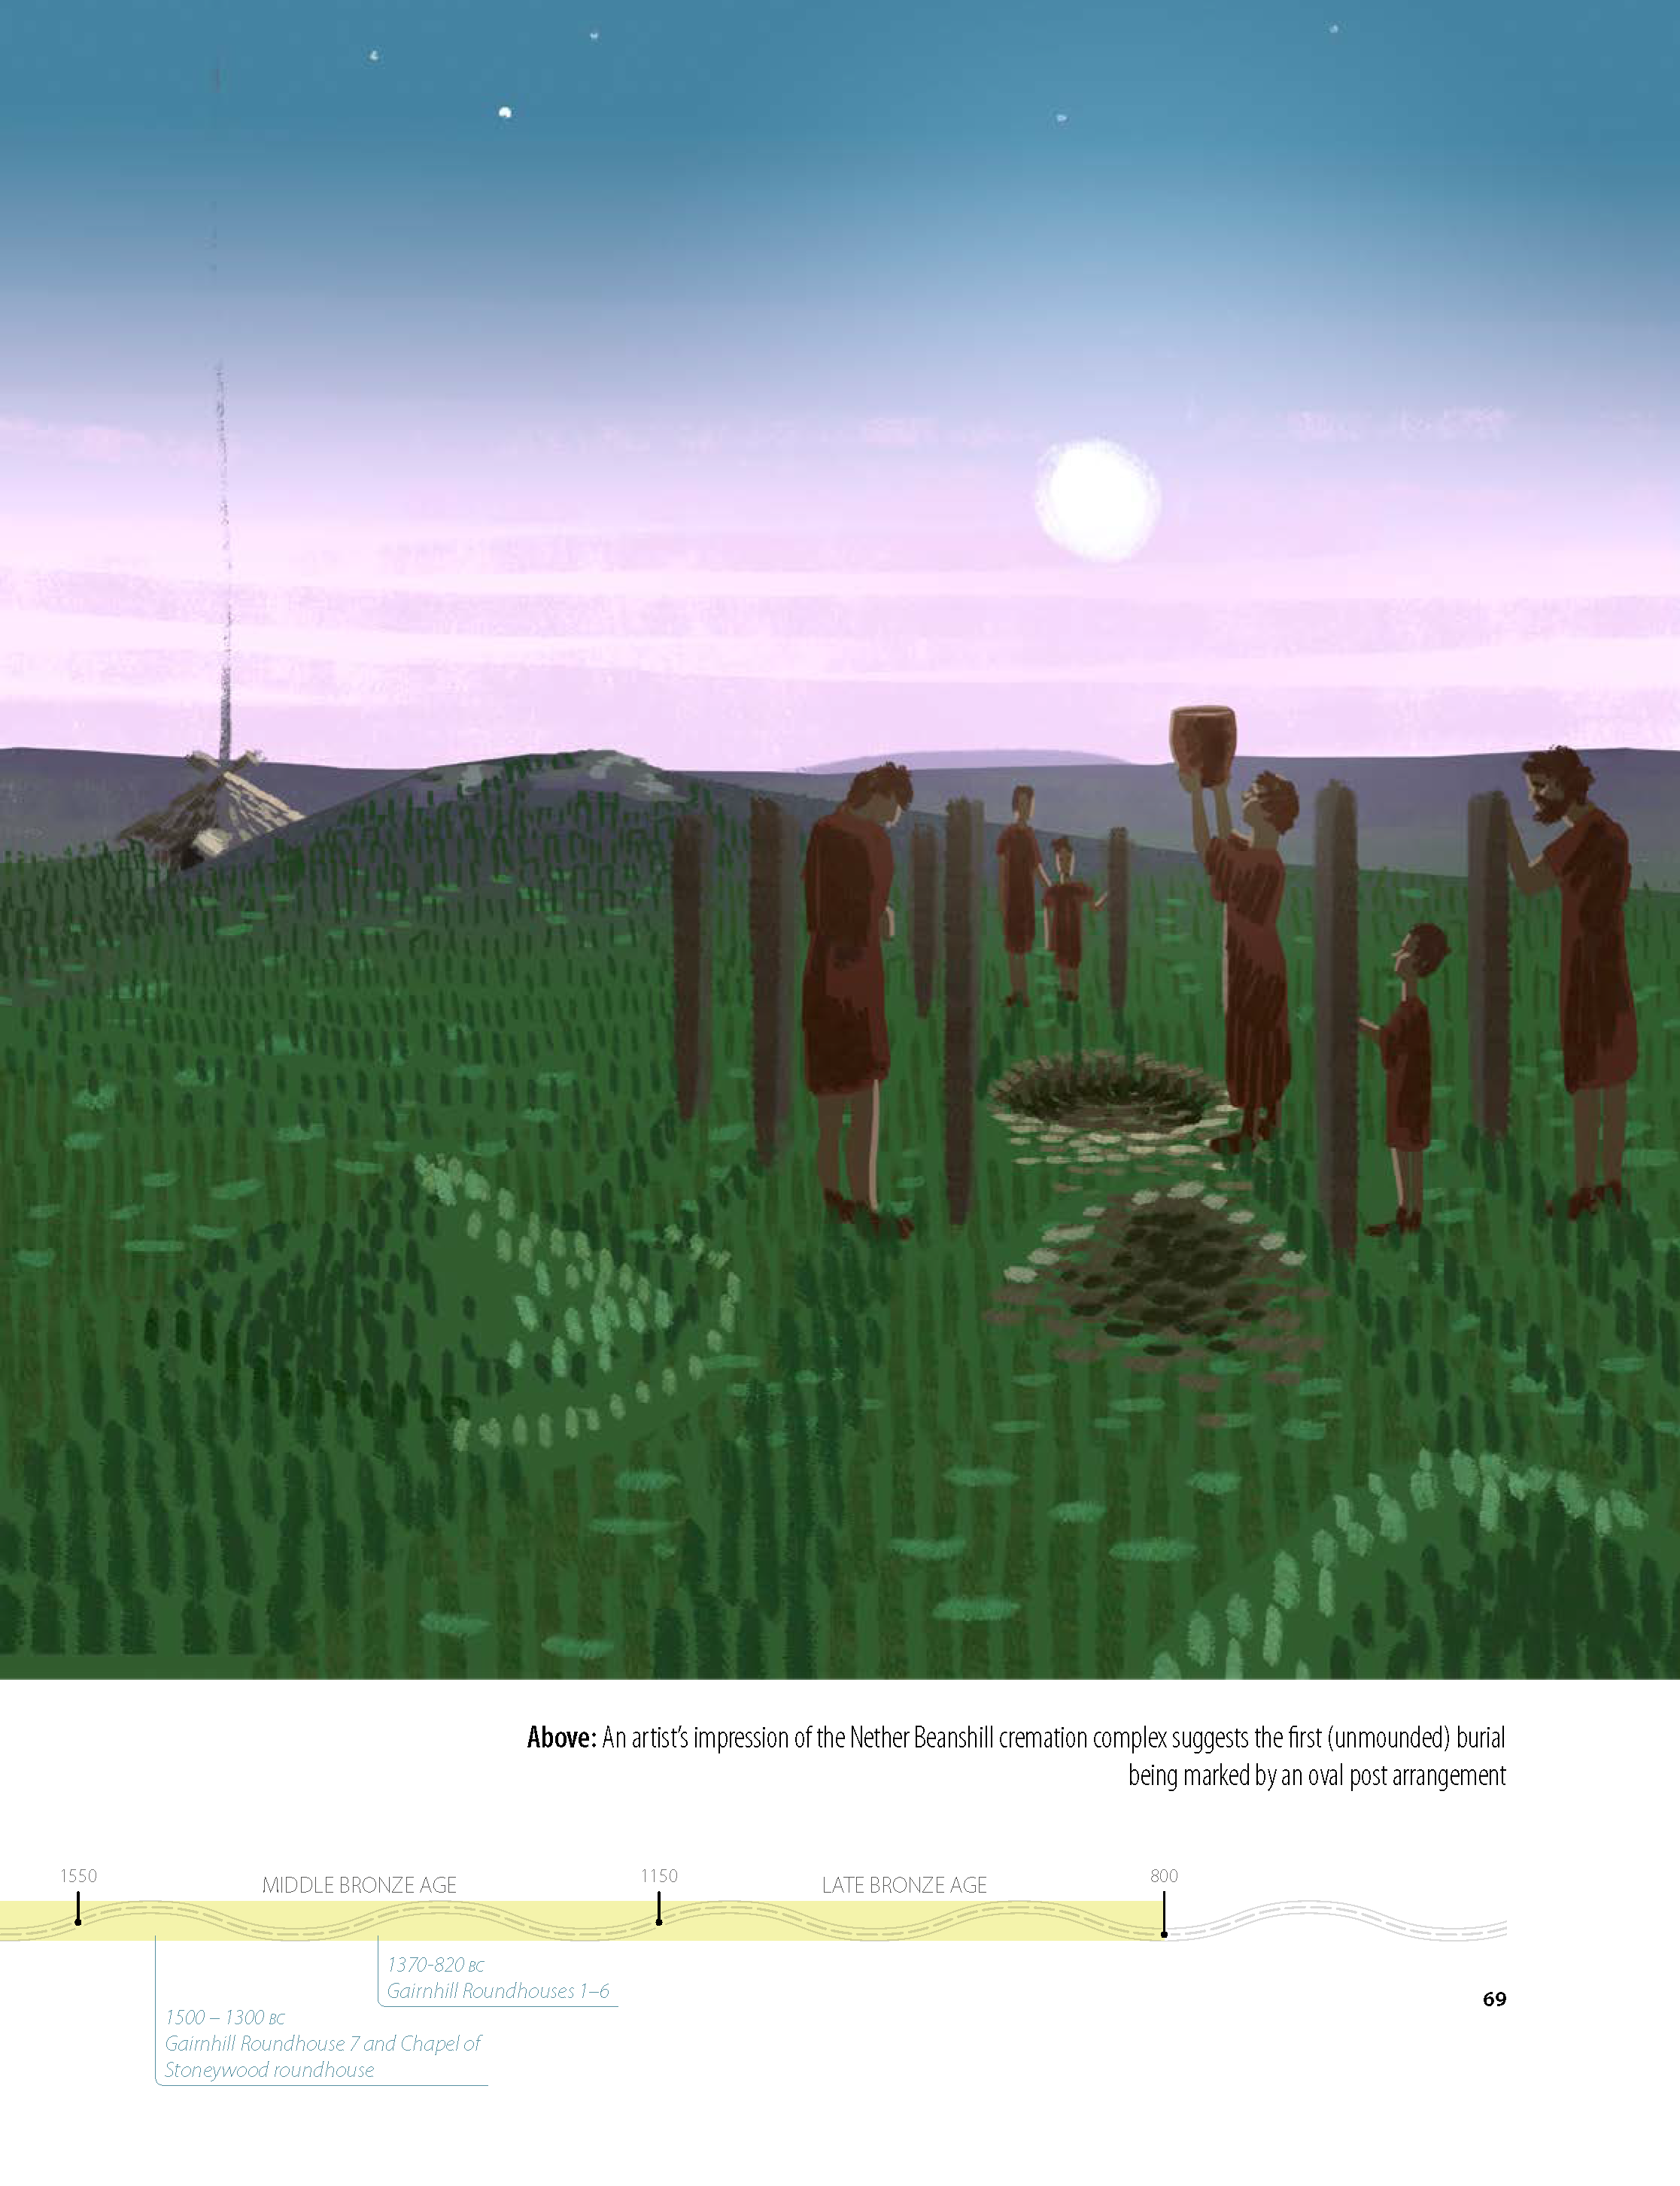 Above: An artist's impression of the Nether Beanshill cremation complex suggests the first (unmounded) burial
being marked by an oval post arrangement
1550
MIDDLE BRONZE AGE
1150
LATE BRONZE AGE
800
1370-820 BC
Gairnhill Roundhouses 1–6
1500 – 1300 BC
Gairnhill Roundhouse 7 and Chapel of
Stoneywood roundhouse
69